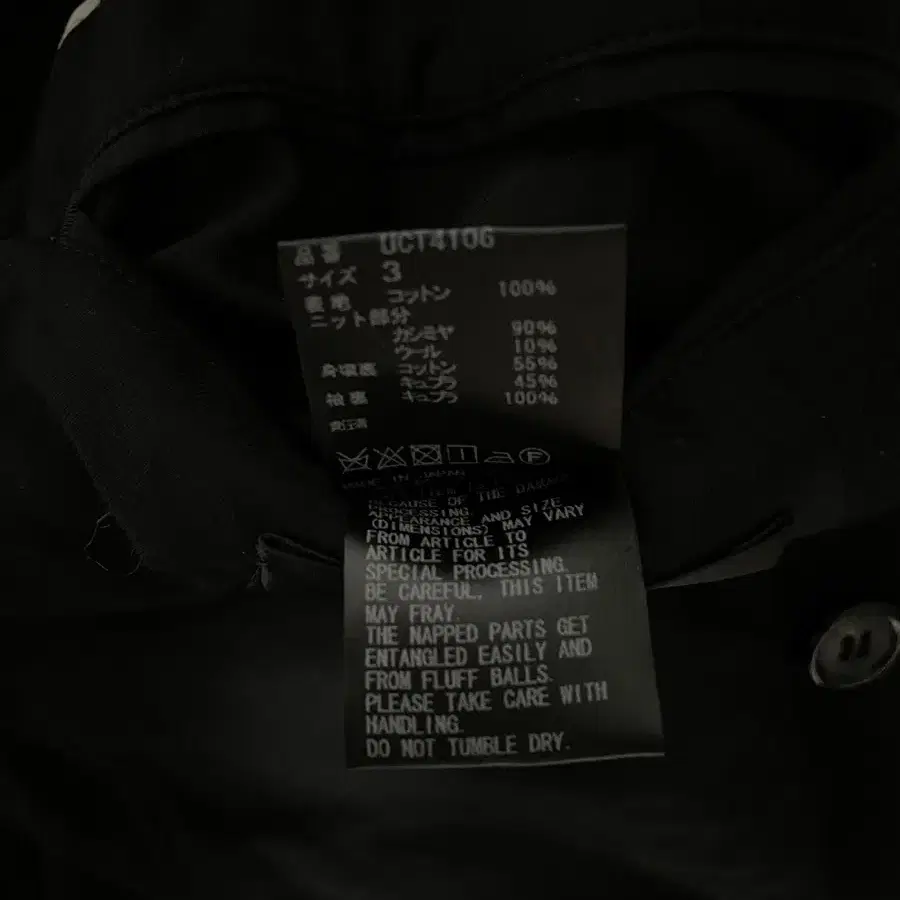 品番 UCT4106
サイズ 3
表地 コットン 100%
ニット部分
カシミヤ 90%
ウール 10%
身頃裏 コットン 55%
キュプラ 45%
袖裏 キュプラ 100%
MADE IN JAPAN
BECAUSE OF THE DAMAGE
PROCESSING,
APPEARANCE AND SIZE
(DIMENSIONS) MAY VARY
FROM ARTICLE TO
ARTICLE FOR ITS
SPECIAL PROCESSING.
BE CAREFUL, THIS ITEM
MAY FRAY.
THE NAPPED PARTS GET
ENTANGLED EASILY AND
FROM FLUFF BALLS.
PLEASE TAKE CARE WITH
HANDLING.
DO NOT TUMBLE DRY.